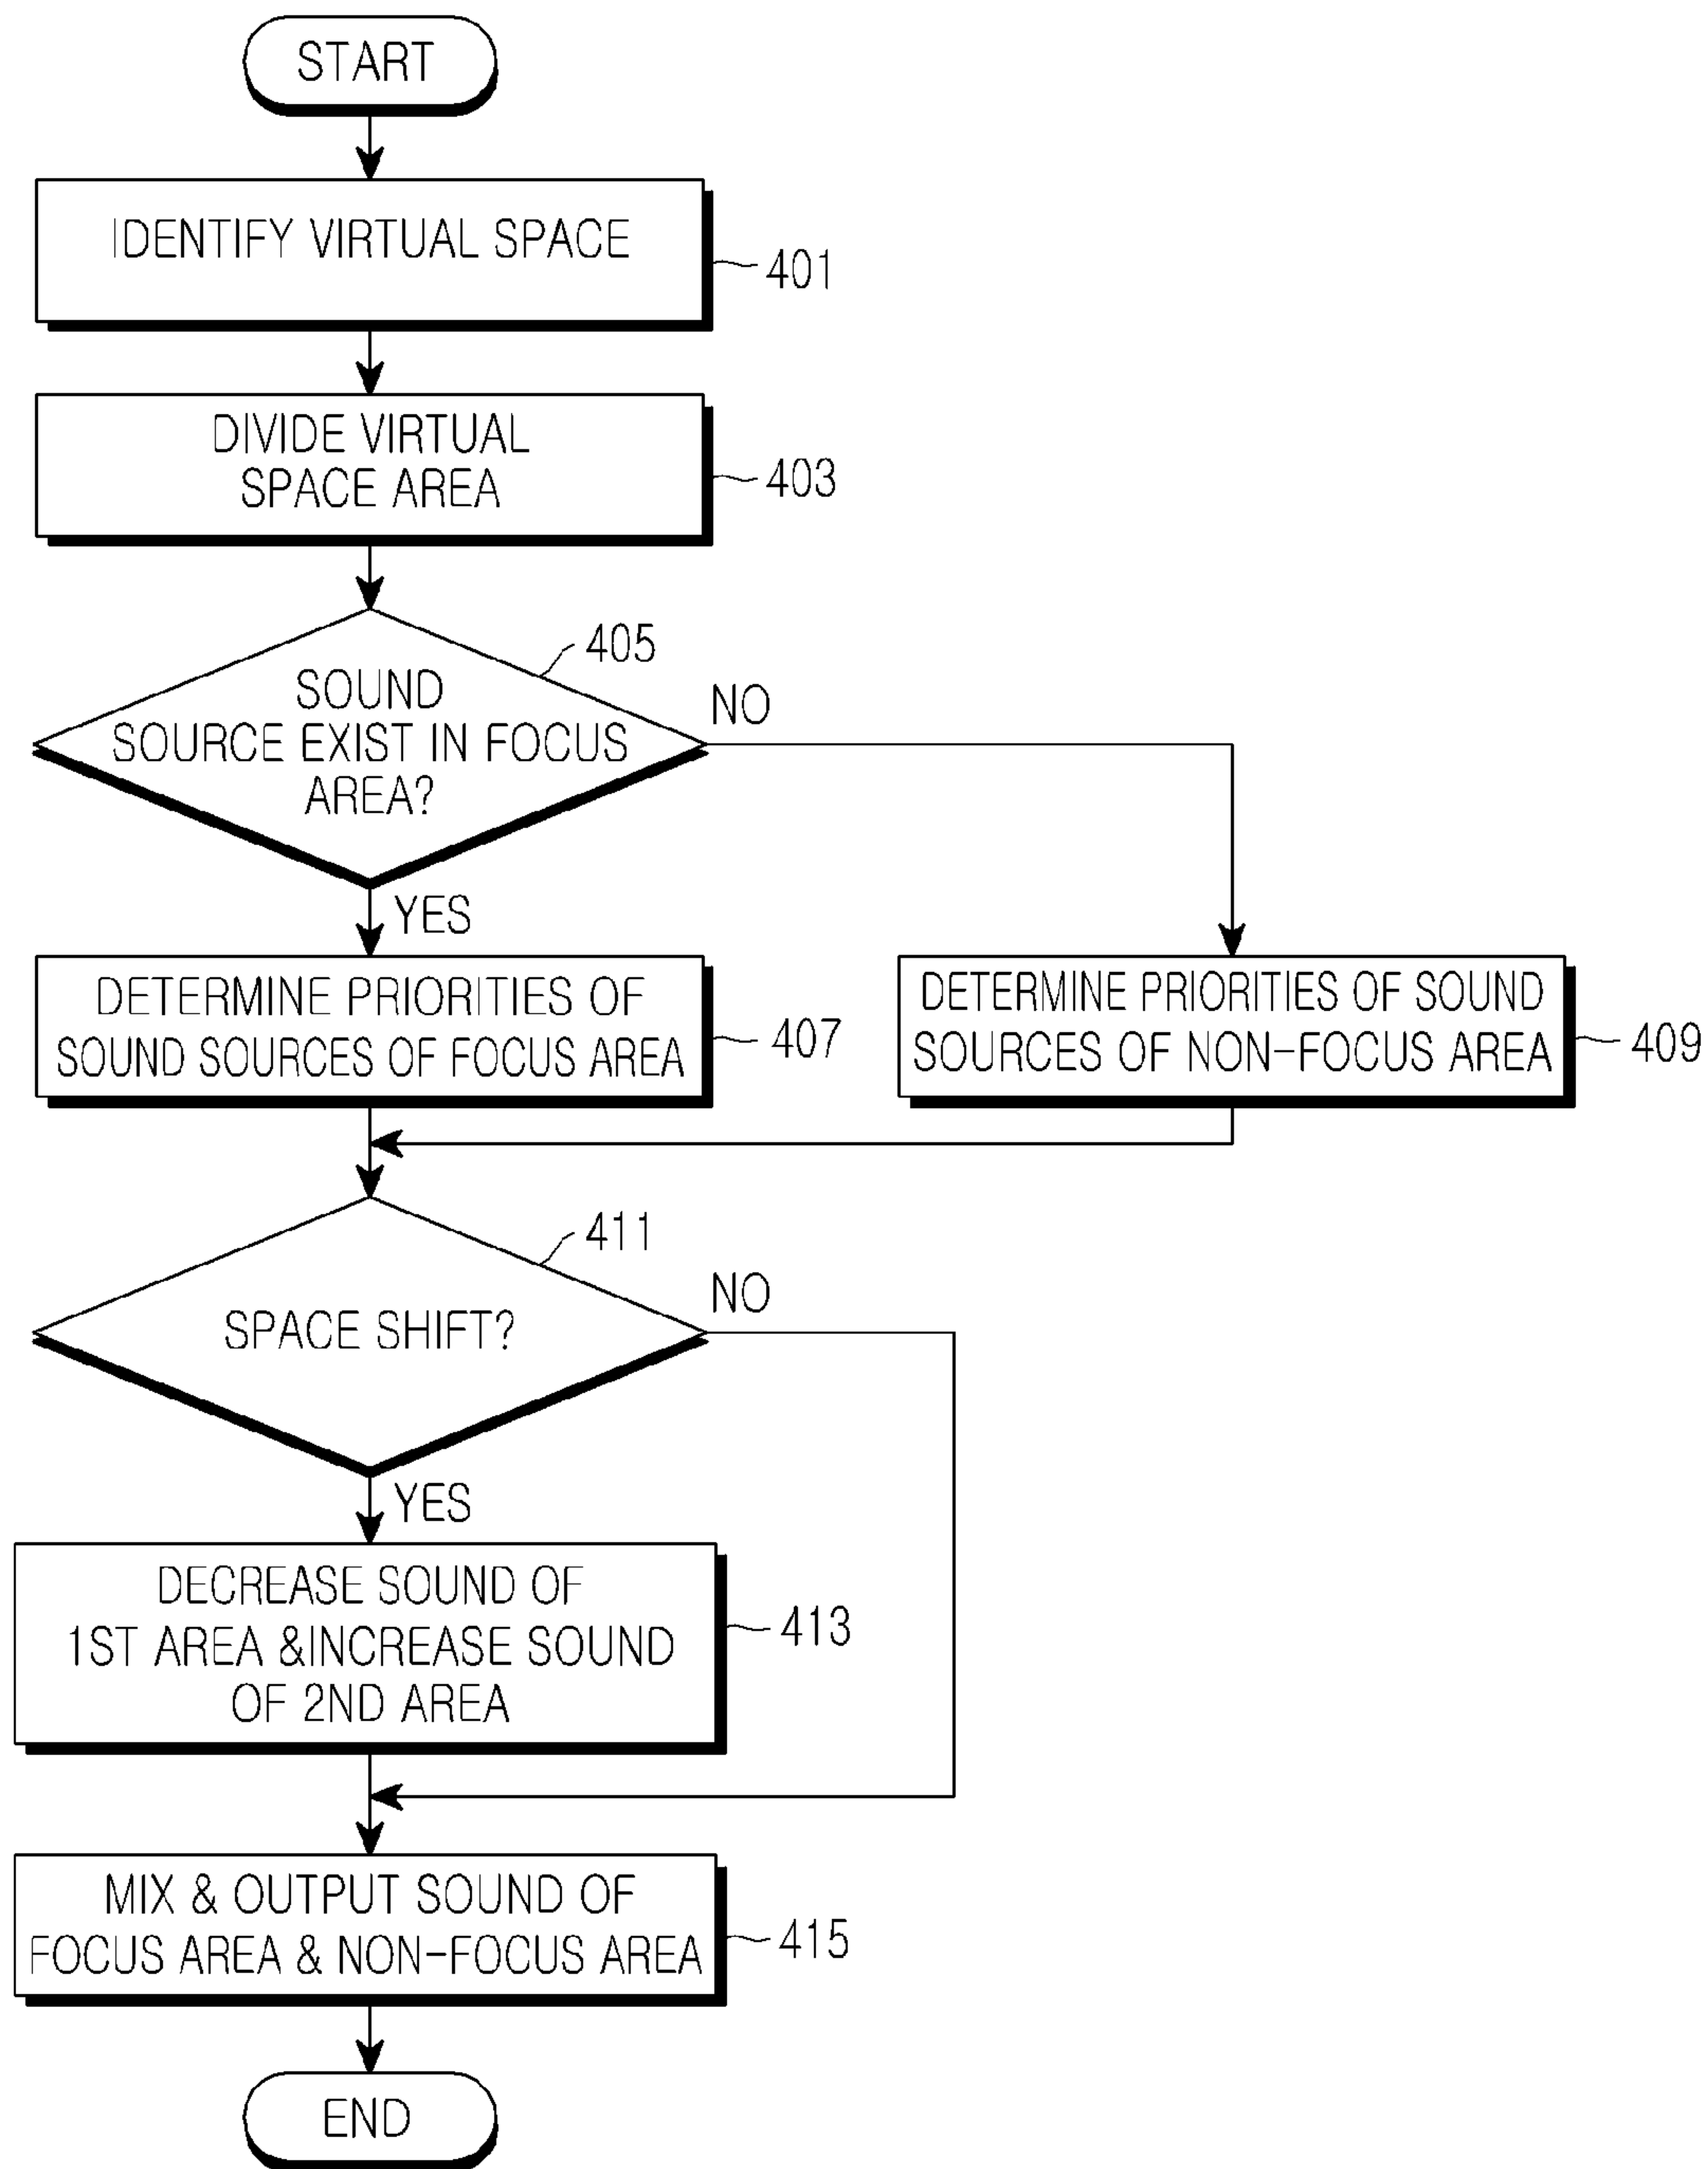 START
IDENTIFY VIRTUAL SPACE
401
DIVIDE VIRTUAL
SPACE AREA
403
405
SOUND
SOURCE EXIST IN FOCUS
AREA?
NO
YES
DETERMINE PRIORITIES OF
SOUND SOURCES OF FOCUS AREA
407
DETERMINE PRIORITIES OF SOUND
SOURCES OF NON-FOCUS AREA
409
411
SPACE SHIFT?
NO
YES
DECREASE SOUND OF
1ST AREA &INCREASE SOUND
OF 2ND AREA
413
MIX & OUTPUT SOUND OF
FOCUS AREA & NON-FOCUS AREA
415
END